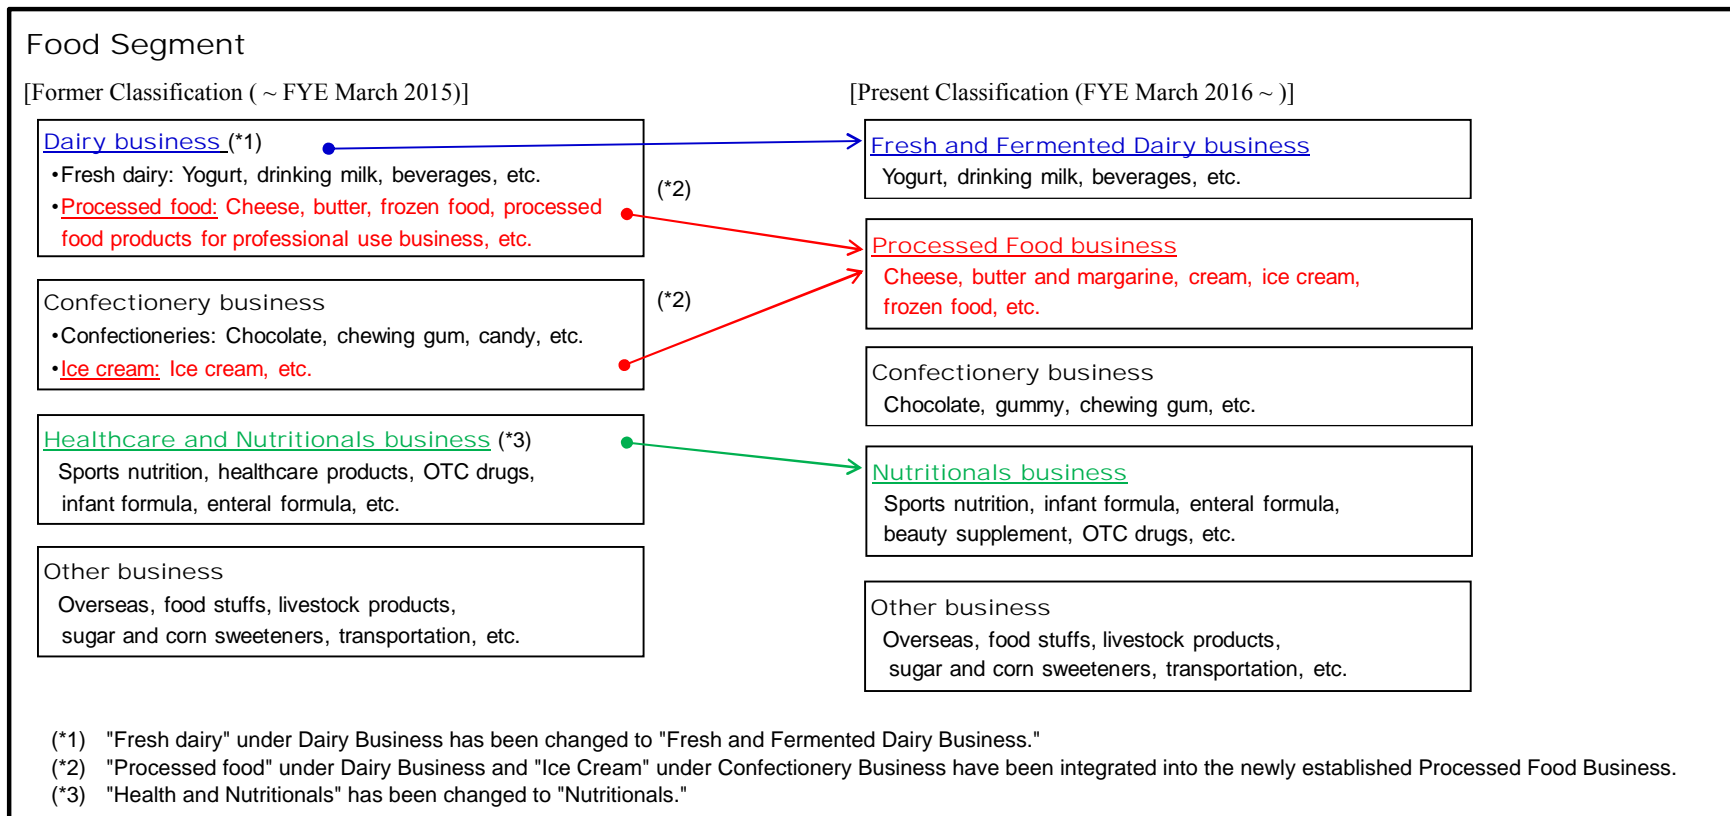 Food Segment
[Former Classification ( ~ FYE March 2015)]
Dairy business (*1)
•Fresh dairy: Yogurt, drinking milk, beverages, etc.
•Processed food: Cheese, butter, frozen food, processed
food products for professional use business, etc.
(*2)
Confectionery business
•Confectioneries: Chocolate, chewing gum, candy, etc.
•Ice cream: Ice cream, etc.
(*2)
Healthcare and Nutritionals business (*3)
Sports nutrition, healthcare products, OTC drugs,
infant formula, enteral formula, etc.
Other business
Overseas, food stuffs, livestock products,
sugar and corn sweeteners, transportation, etc.
[Present Classification (FYE March 2016 ~ )]
Fresh and Fermented Dairy business
Yogurt, drinking milk, beverages, etc.
Processed Food business
Cheese, butter and margarine, cream, ice cream,
frozen food, etc.
Confectionery business
Chocolate, gummy, chewing gum, etc.
Nutritionals business
Sports nutrition, infant formula, enteral formula,
beauty supplement, OTC drugs, etc.
Other business
Overseas, food stuffs, livestock products,
sugar and corn sweeteners, transportation, etc.
(*1) "Fresh dairy" under Dairy Business has been changed to "Fresh and Fermented Dairy Business."
(*2) "Processed food" under Dairy Business and "Ice Cream" under Confectionery Business have been integrated into the newly established Processed Food Business.
(*3) "Health and Nutritionals" has been changed to "Nutritionals."